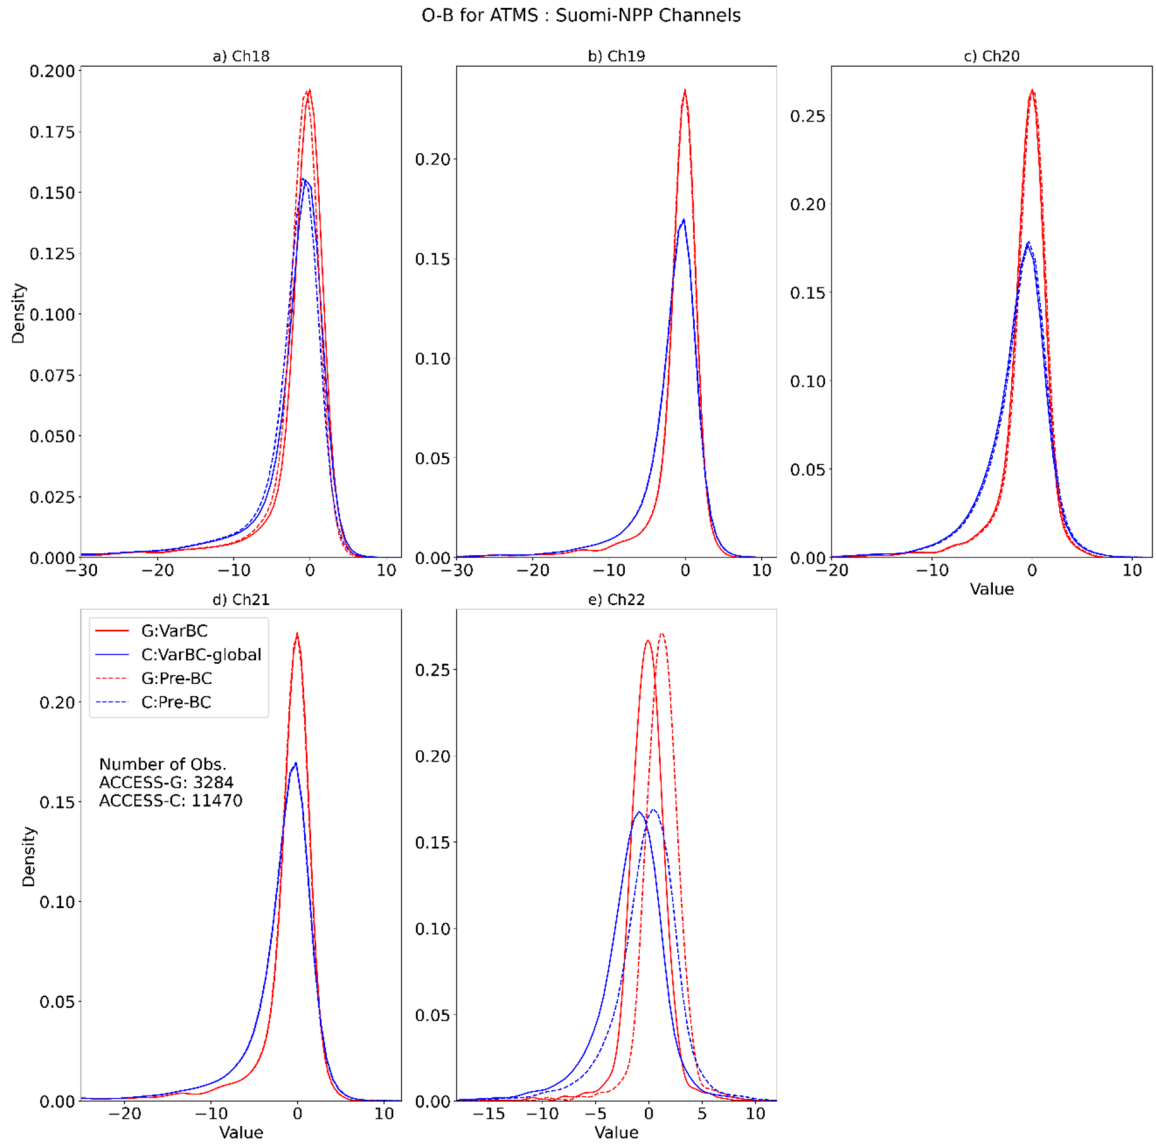 O-B for ATMS : Suomi-NPP Channels
a) Ch18
b) Ch19
c) Ch20
0.200
0.175
0.150
0.125
0.100
0.075
0.050
0.025
0.000
Density
−30 −20 −10 0 10
0.20
0.15
0.10
0.05
0.00
−30 −20 −10 0 10
0.25
0.20
0.15
0.10
0.05
0.00
−20 −10 0 10
Value
d) Ch21
e) Ch22
G:VarBC
C:VarBC-global
G:Pre-BC
C:Pre-BC
Number of Obs.
ACCESS-G: 3284
ACCESS-C: 11470
0.20
0.15
0.10
0.05
0.00
Density
−20 −10 0 10
Value
0.25
0.20
0.15
0.10
0.05
0.00
−15 −10 −5 0 5 10
Value